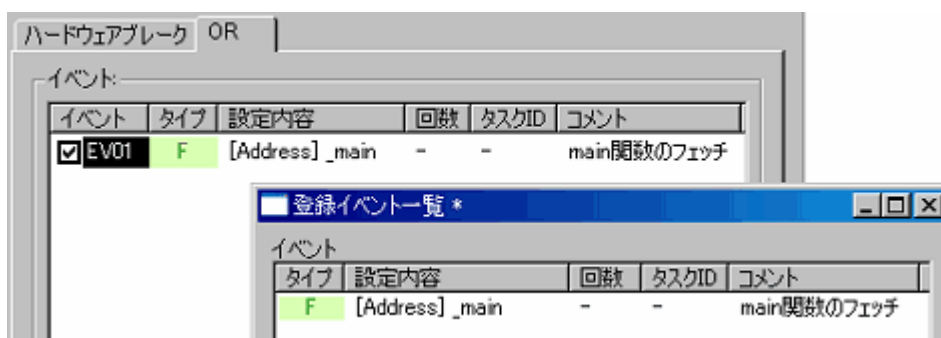 ハードウェアブレーク OR
イベント:
イベント タイプ 設定内容 回数 タスクID コメント
EV01 F [Address] _main - - main関数のフェッチ
登録イベント一覧 *
イベント
タイプ 設定内容 回数 タスクID コメント
F [Address] _main - - main関数のフェッチ